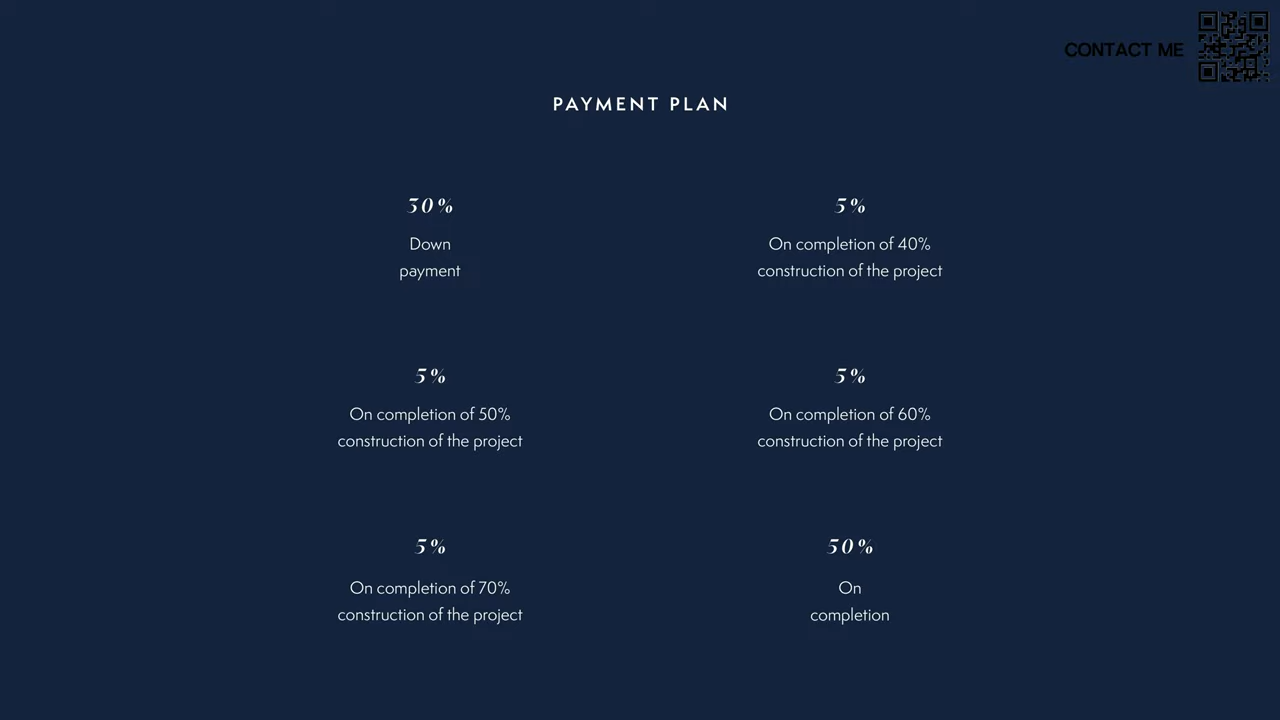 CONTACT ME
PAYMENT PLAN
30%
Down
payment
5%
On completion of 40%
construction of the project
5%
On completion of 50%
construction of the project
5%
On completion of 60%
construction of the project
5%
On completion of 70%
construction of the project
50%
On
completion